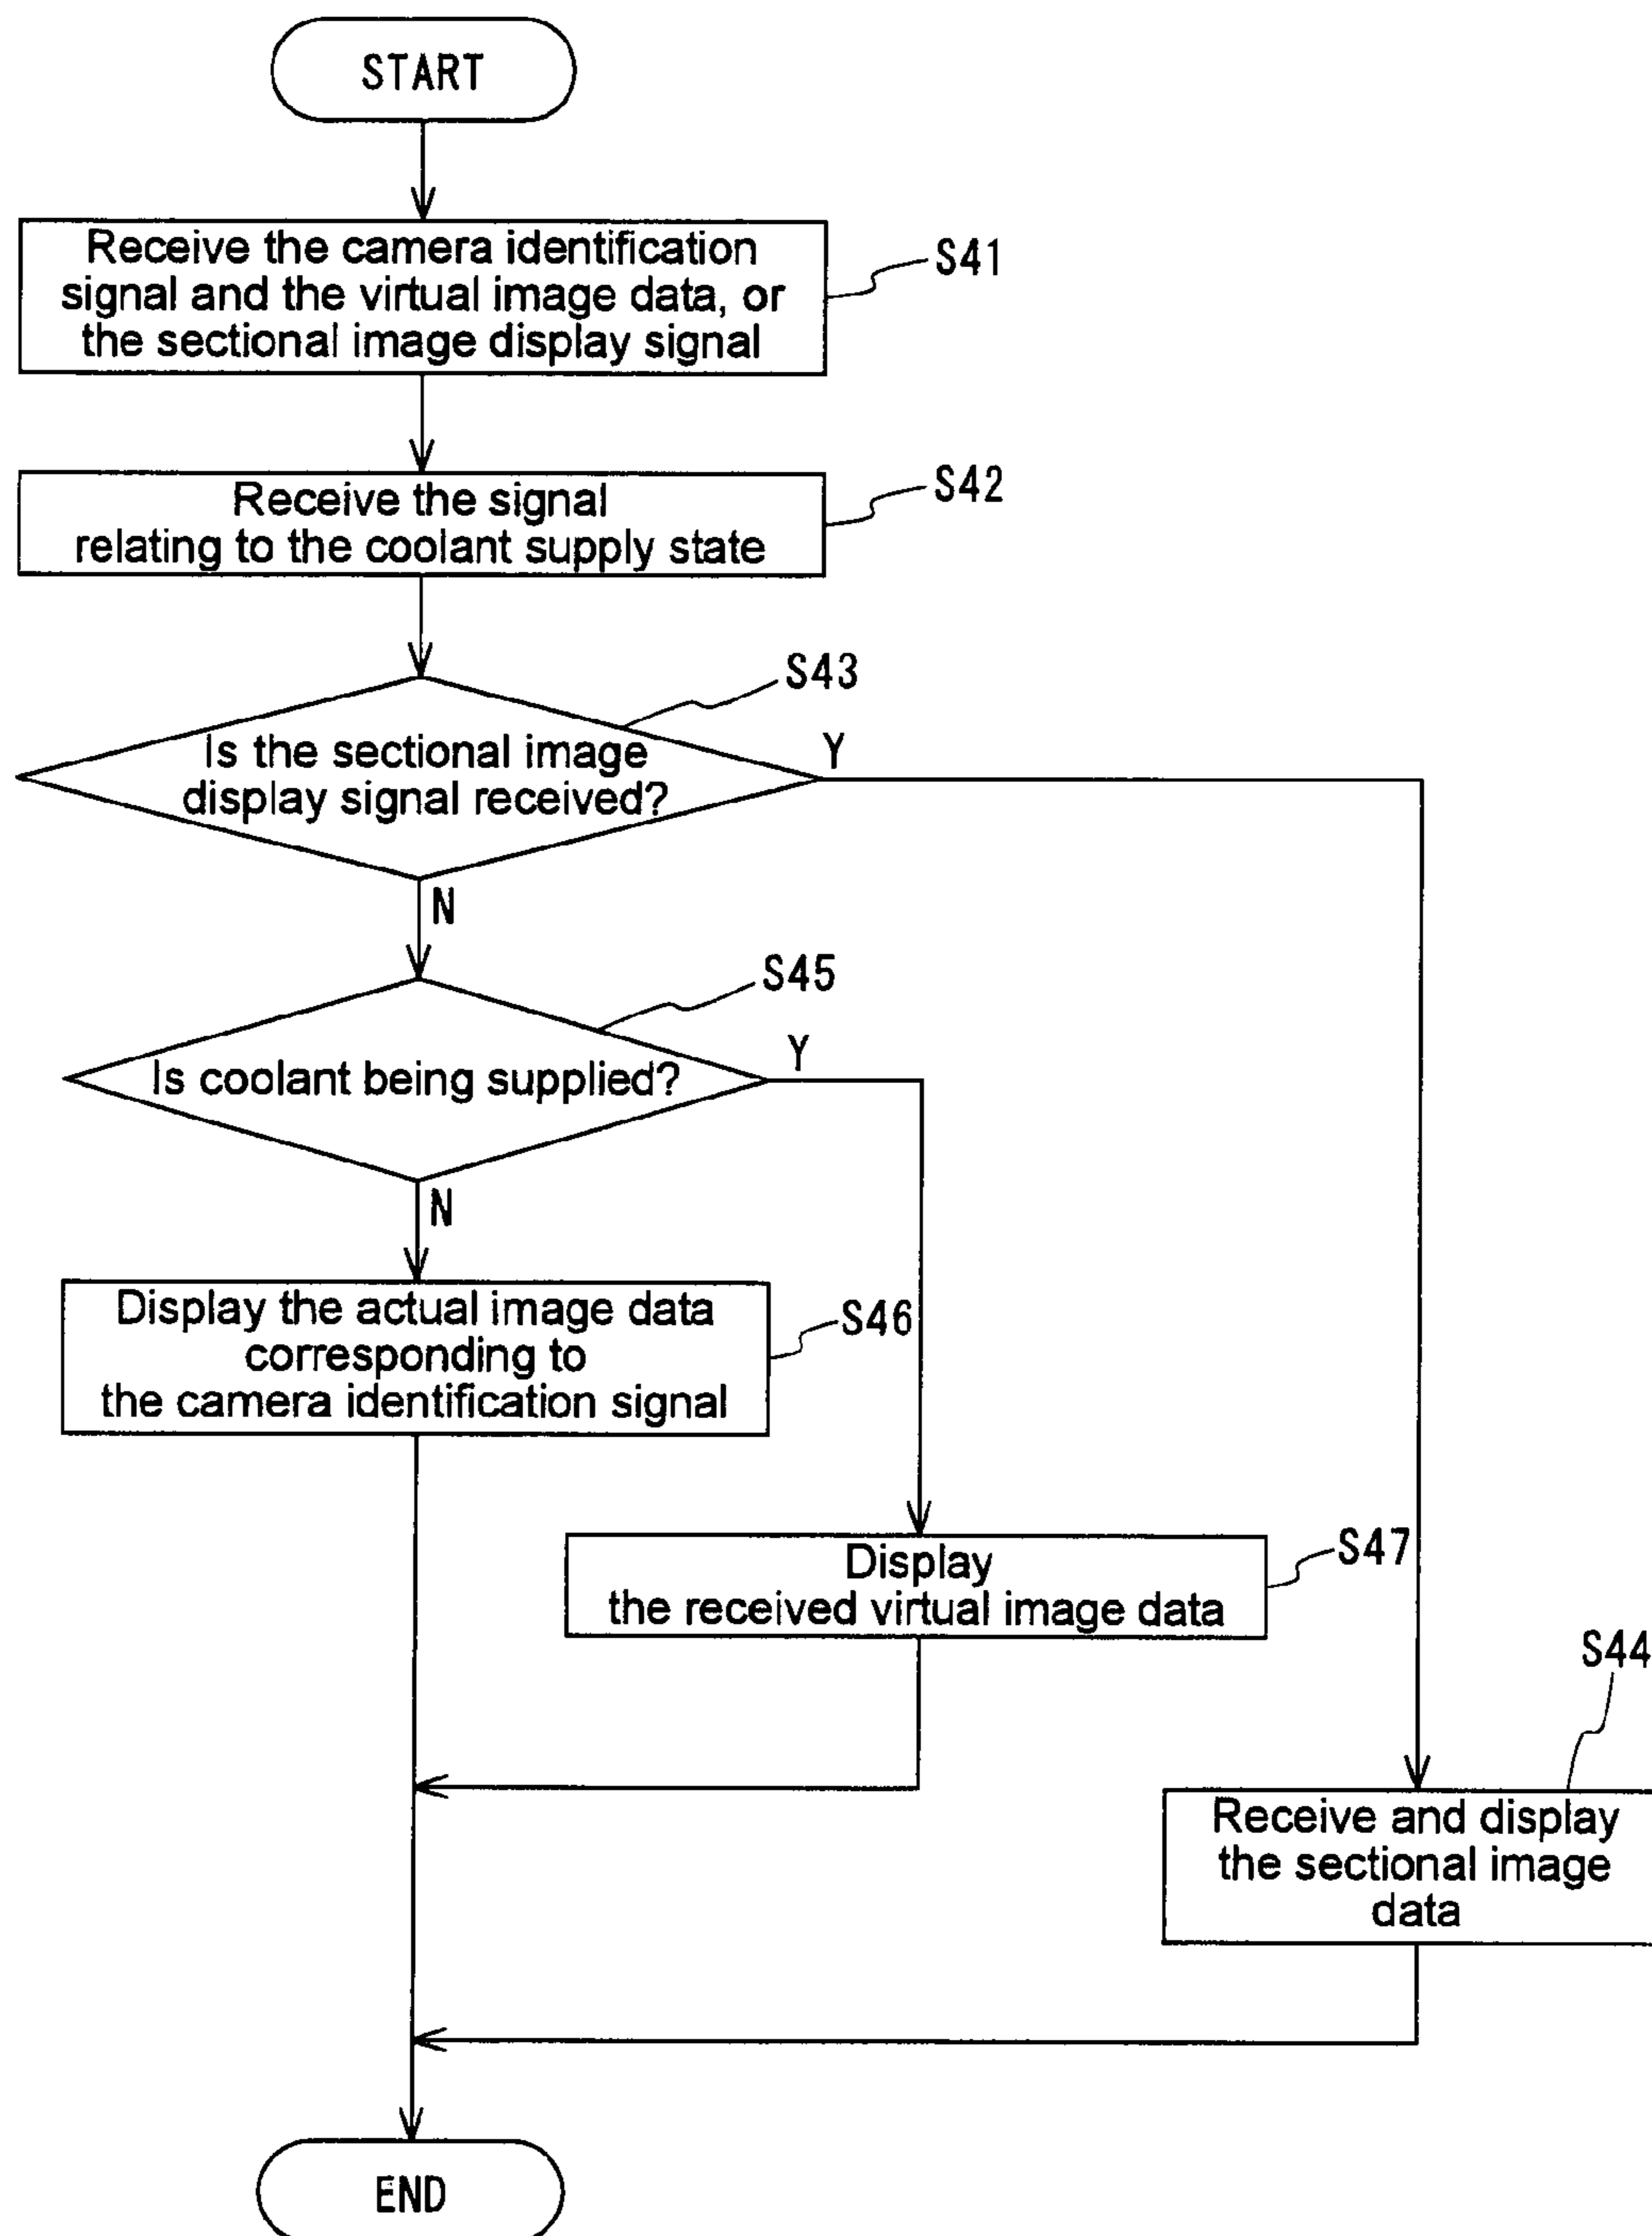 START
Receive the camera identification
signal and the virtual image data, or
the sectional image display signal
S41
Receive the signal
relating to the coolant supply state
S42
S43
Is the sectional image
display signal received?
Y
N
S45
Is coolant being supplied?
Y
N
Display the actual image data
corresponding to
the camera identification signal
S46
Display
the received virtual image data
S47
S44
Receive and display
the sectional image
data
END